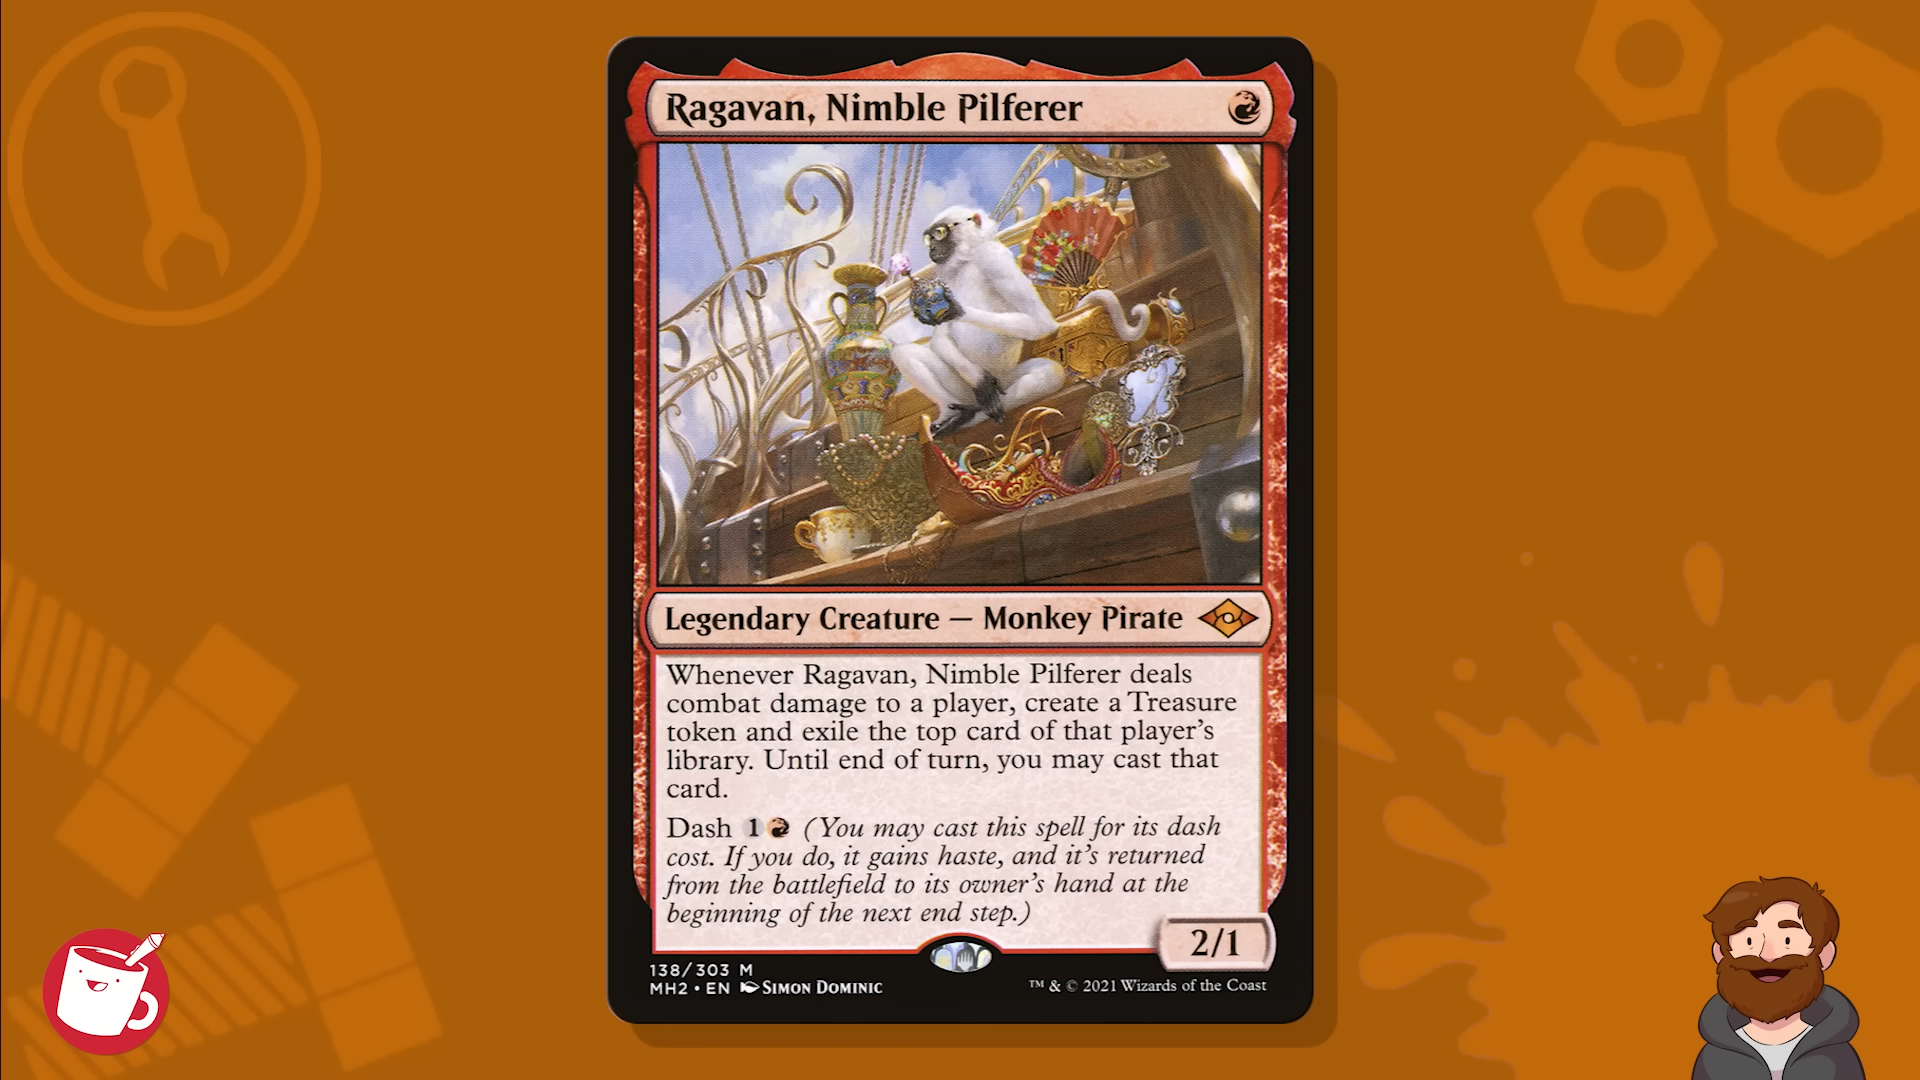 Ragavan, Nimble Pilferer
Legendary Creature — Monkey Pirate
Whenever Ragavan, Nimble Pilferer deals
combat damage to a player, create a Treasure
token and exile the top card of that player's
library. Until end of turn, you may cast that
card.
Dash 1 (You may cast this spell for its dash
cost. If you do, it gains haste, and it's returned
from the battlefield to its owner's hand at the
beginning of the next end step.)
2/1
138/303 M
MH2 • EN Simon Dominic
™ & © 2021 Wizards of the Coast